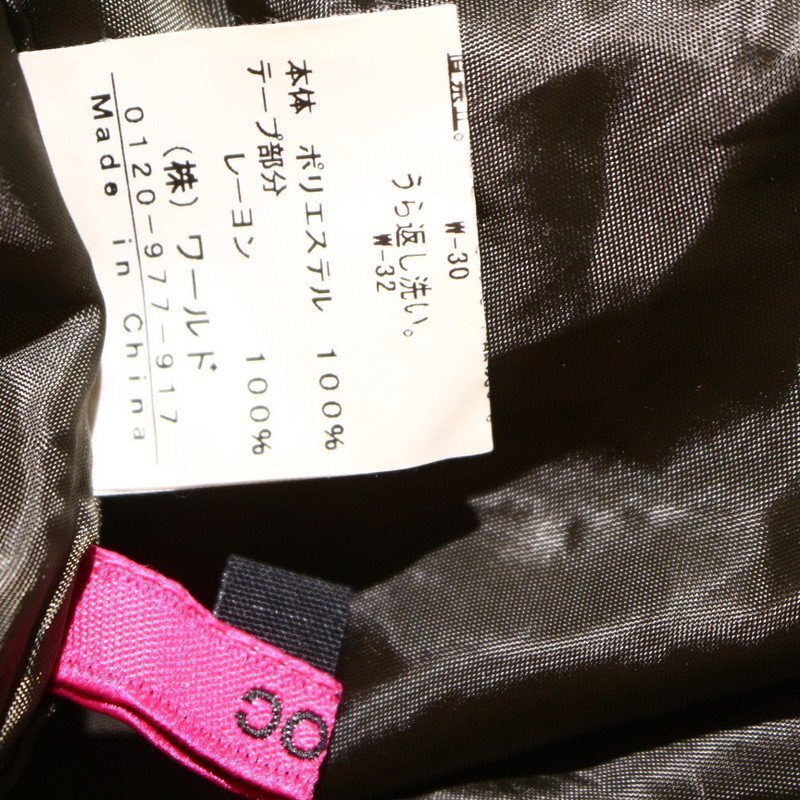 W-30
うら返し洗い。
W-32
本体 ポリエステル 100%
テープ部分
レーヨン 100%
(株) ワールド
0120-977-917
Made in China
OC